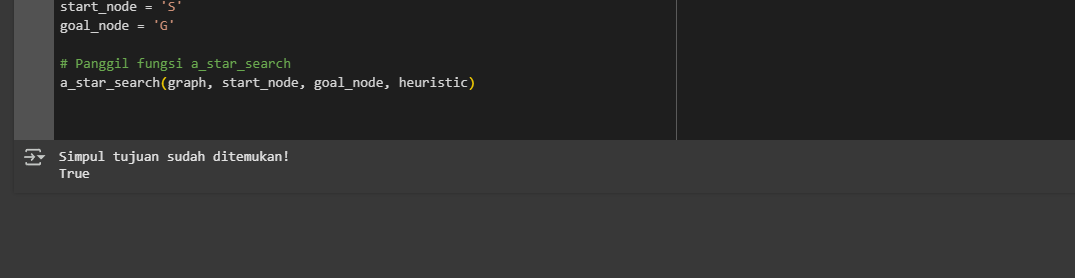 start_node = 'S'
goal_node = 'G'
# Panggil fungsi a_star_search
a_star_search(graph, start_node, goal_node, heuristic)
Simpul tujuan sudah ditemukan!
True